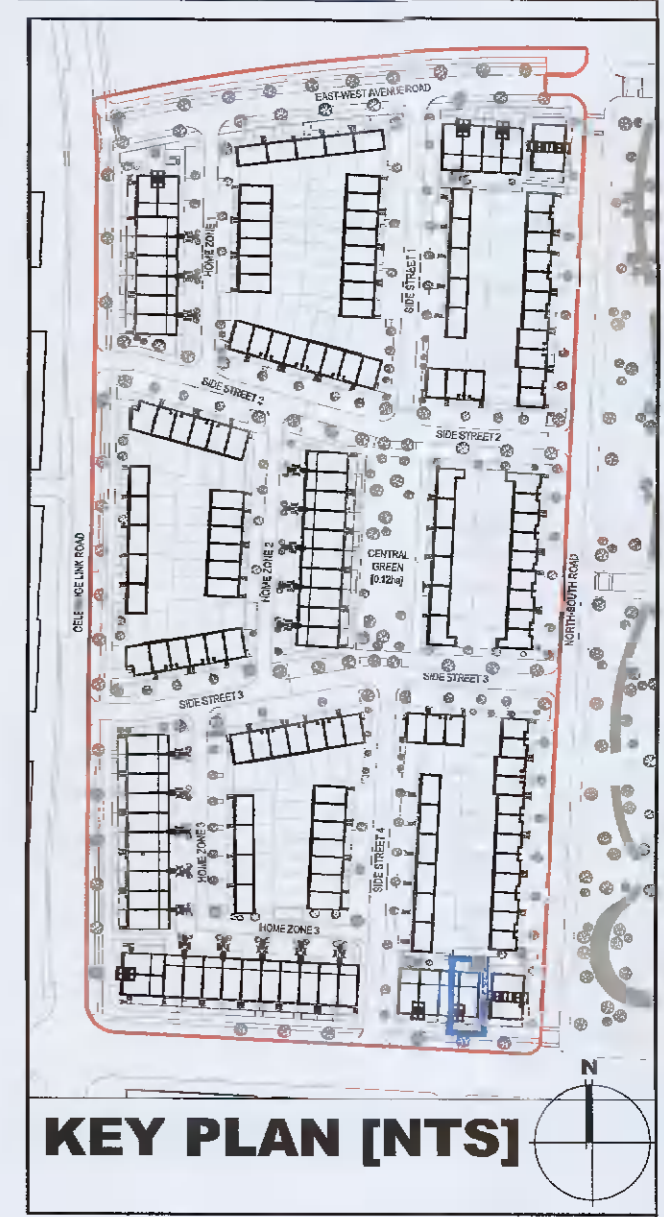 EAST-WEST AVENUE ROAD
HOME ZONE 1
SIDE STREET 1
SIDE STREET 2
SIDE STREET 2
LINK ROAD
HOME ZONE 2
CENTRAL
GREEN
[0.12ha]
NORTH-SOUTH ROAD
SIDE STREET 3
SIDE STREET 3
HOME ZONE 3
SIDE STREET 4
HOME ZONE 3
N
KEY PLAN [NTS]